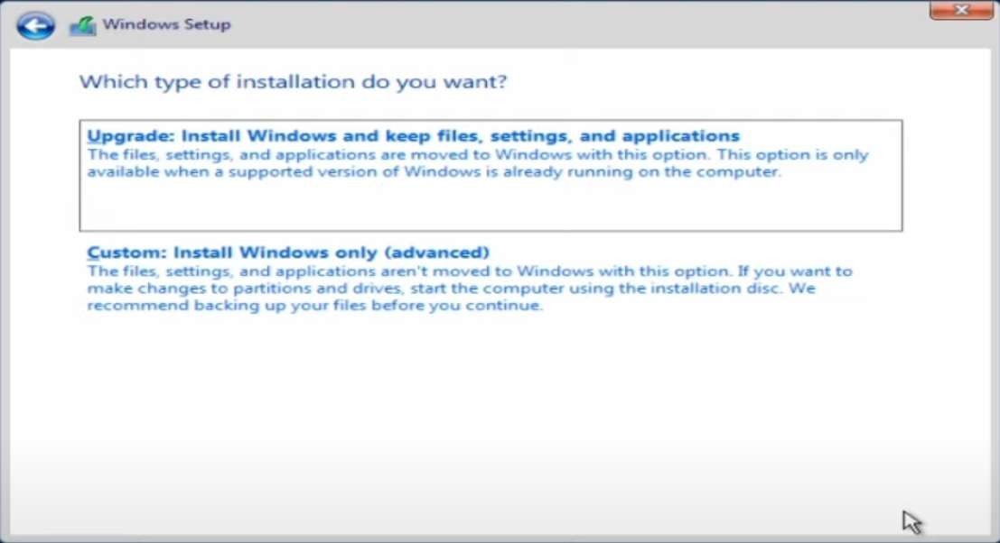 Windows Setup
Which type of installation do you want?
Upgrade: Install Windows and keep files, settings, and applications
The files, settings, and applications are moved to Windows with this option. This option is only
available when a supported version of Windows is already running on the computer.
Custom: Install Windows only (advanced)
The files, settings, and applications aren't moved to Windows with this option. If you want to
make changes to partitions and drives, start the computer using the installation disc. We
recommend backing up your files before you continue.